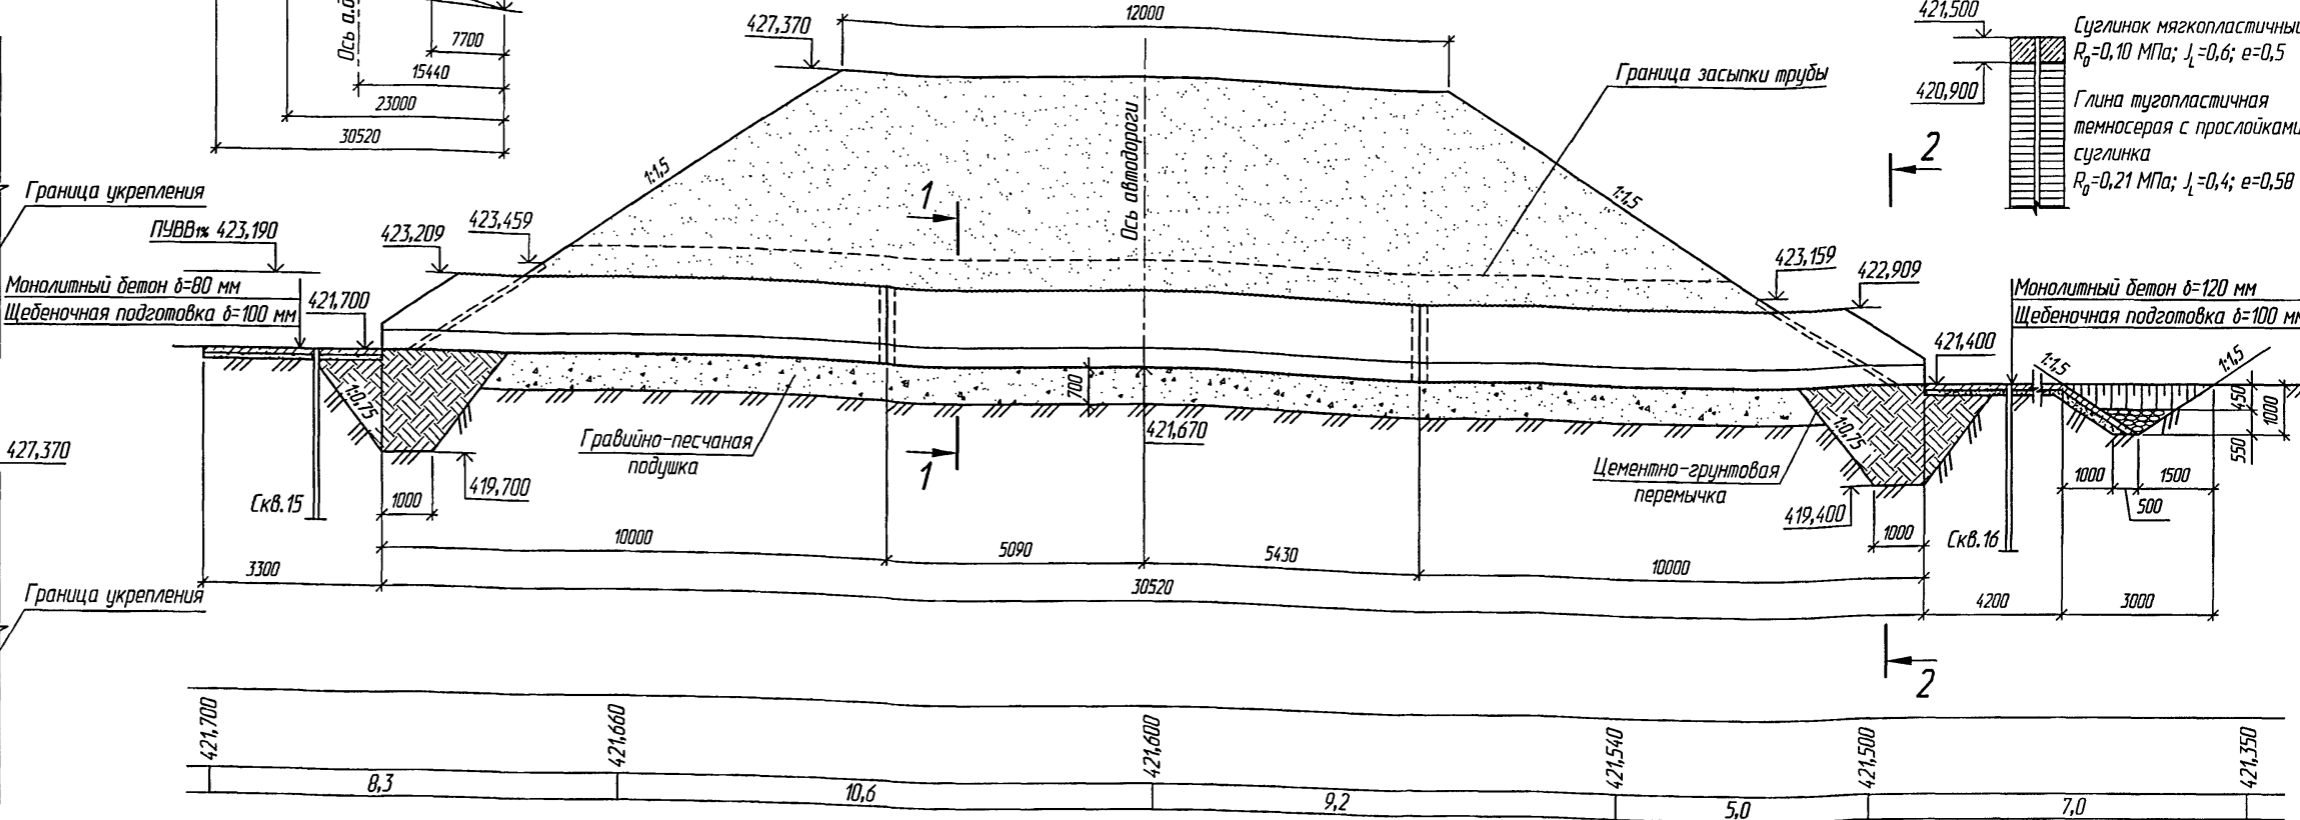 Ось а.д
7700
15440
23000
30520
Граница укрепления
427,370
12000
Ось автодороги
Граница засыпки трубы
421,500
420,900
Суглинок мягкопластичный
R₀=0,10 МПа; J_L=0,6; e=0,5
Глина тугопластичная
темносерая с прослойками
суглинка
R₀=0,21 МПа; J_L=0,4; e=0,58
2
1:1,5
1:1,5
1
ПУВВ1% 423,190
423,209
423,459
423,159
422,909
Монолитный бетон δ=80 мм
Щебеночная подготовка δ=100 мм
421,700
Монолитный бетон δ=120 мм
Щебеночная подготовка δ=100 мм
421,400
1:1,5
1:1,5
450
1000
550
1:0,75
700
421,670
1:0,75
Гравийно-песчаная
подушка
1
Цементно-грунтовая
перемычка
427,370
419,700
419,400
1000
1500
500
Скв.15
1000
1000
Скв.16
10000
5090
5430
10000
3300
30520
4200
3000
Граница укрепления
2
421,700
421,660
421,600
421,540
421,500
421,350
8,3
10,6
9,2
5,0
7,0